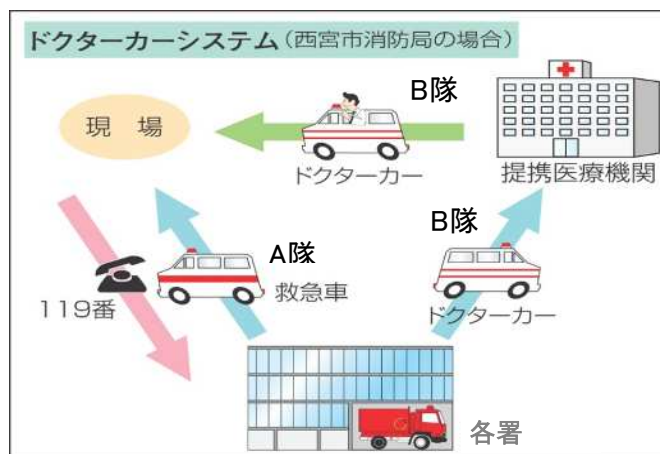 ドクターカーシステム(西宮市消防局の場合)
B隊
現 場
ドクターカー
提携医療機関
A隊
B隊
119番
救急車
ドクターカー
各署